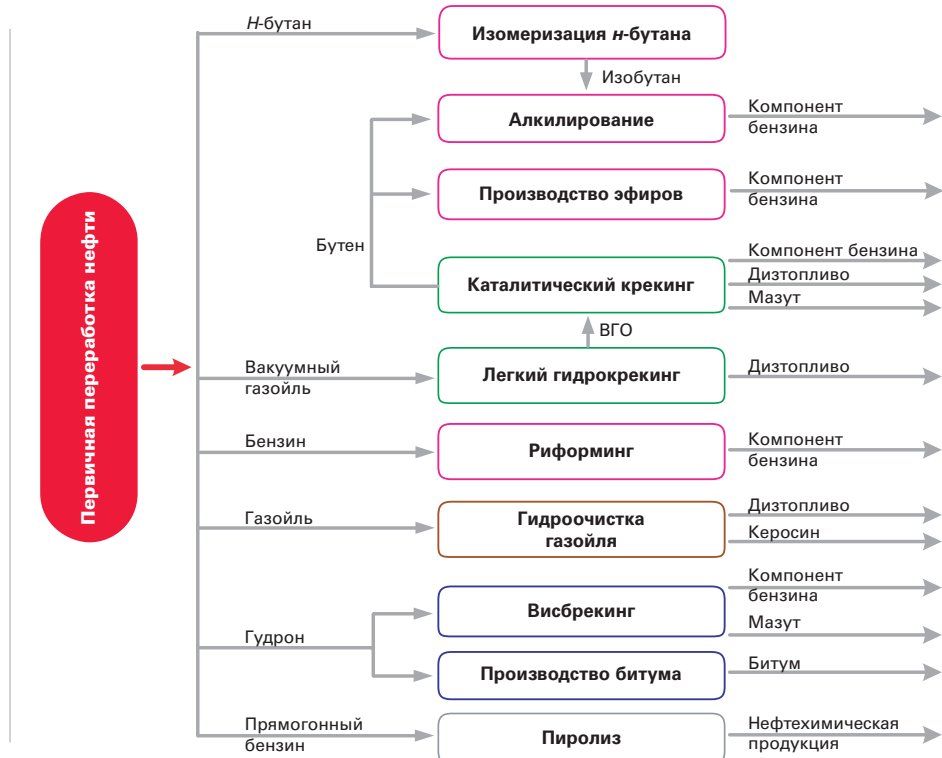 Н-бутан
Изомеризация н-бутана
Изобутан
Алкилирование
Компонент
бензина
Производство эфиров
Компонент
бензина
Бутен
Каталитический крекинг
Компонент бензина
Дизтопливо
Мазут
ВГО
Первичная переработка нефти
Вакуумный
газойль
Легкий гидрокрекинг
Дизтопливо
Бензин
Риформинг
Компонент
бензина
Газойль
Гидроочистка
газойля
Дизтопливо
Керосин
Гудрон
Висбрекинг
Компонент
бензина
Мазут
Производство битума
Битум
Прямогонный
бензин
Пиролиз
Нефтехимическая
продукция